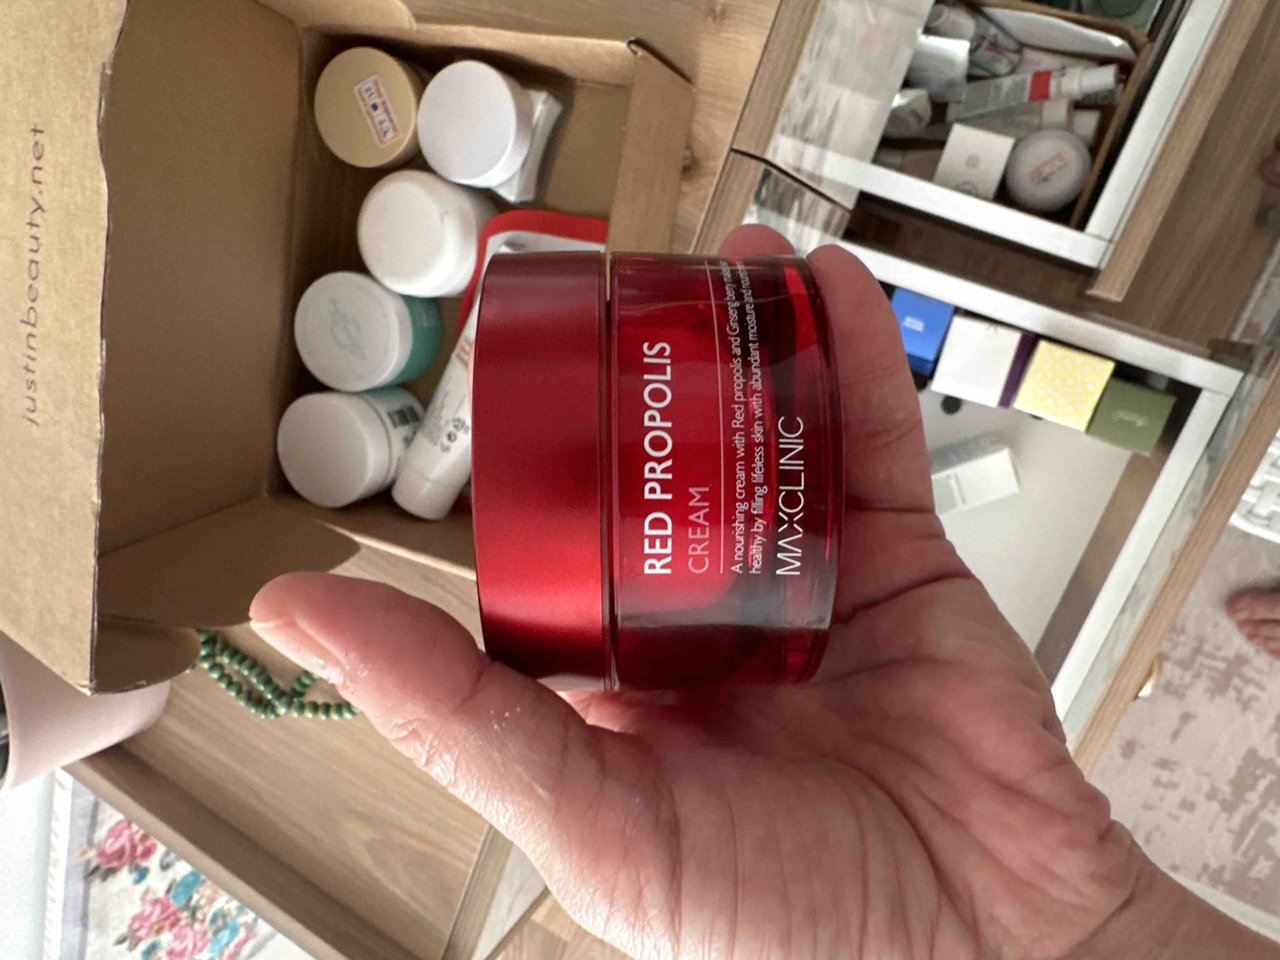 justinbeauty.net
RED PROPOLIS
CREAM
A nourishing cream with Red propolis and Ginseng berry
healthy by filling lifeless skin with abundant moisture and
MAXCLINIC